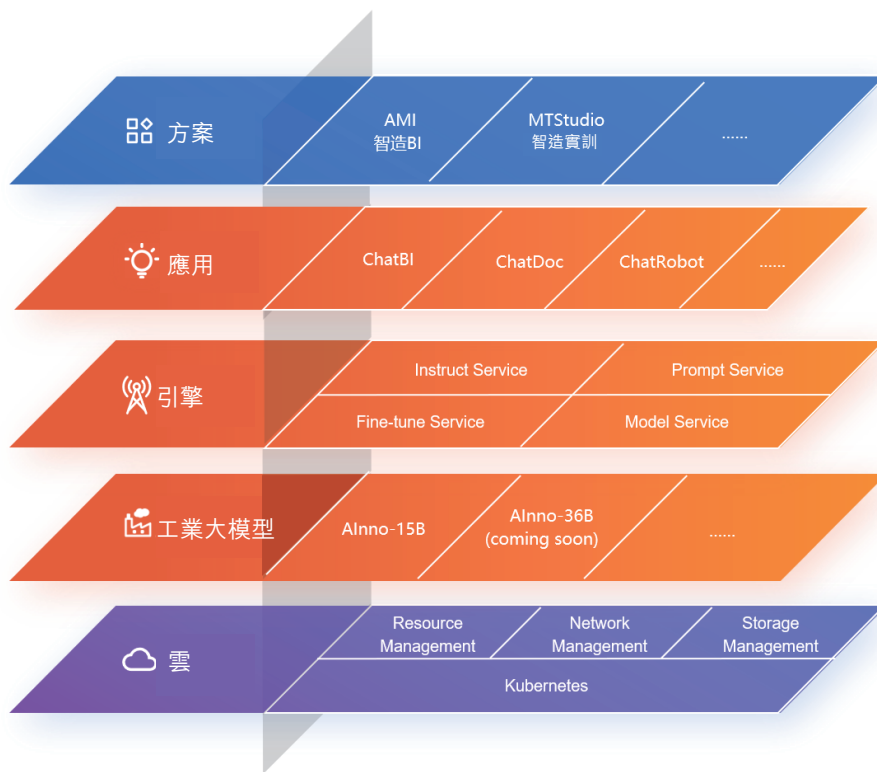 方案
AMI
智造BI
MTStudio
智造實訓
......
應用
ChatBI
ChatDoc
ChatRobot
......
引擎
Instruct Service
Prompt Service
Fine-tune Service
Model Service
工業大模型
AInno-15B
AInno-36B
(coming soon)
......
雲
Resource
Management
Network
Management
Storage
Management
Kubernetes